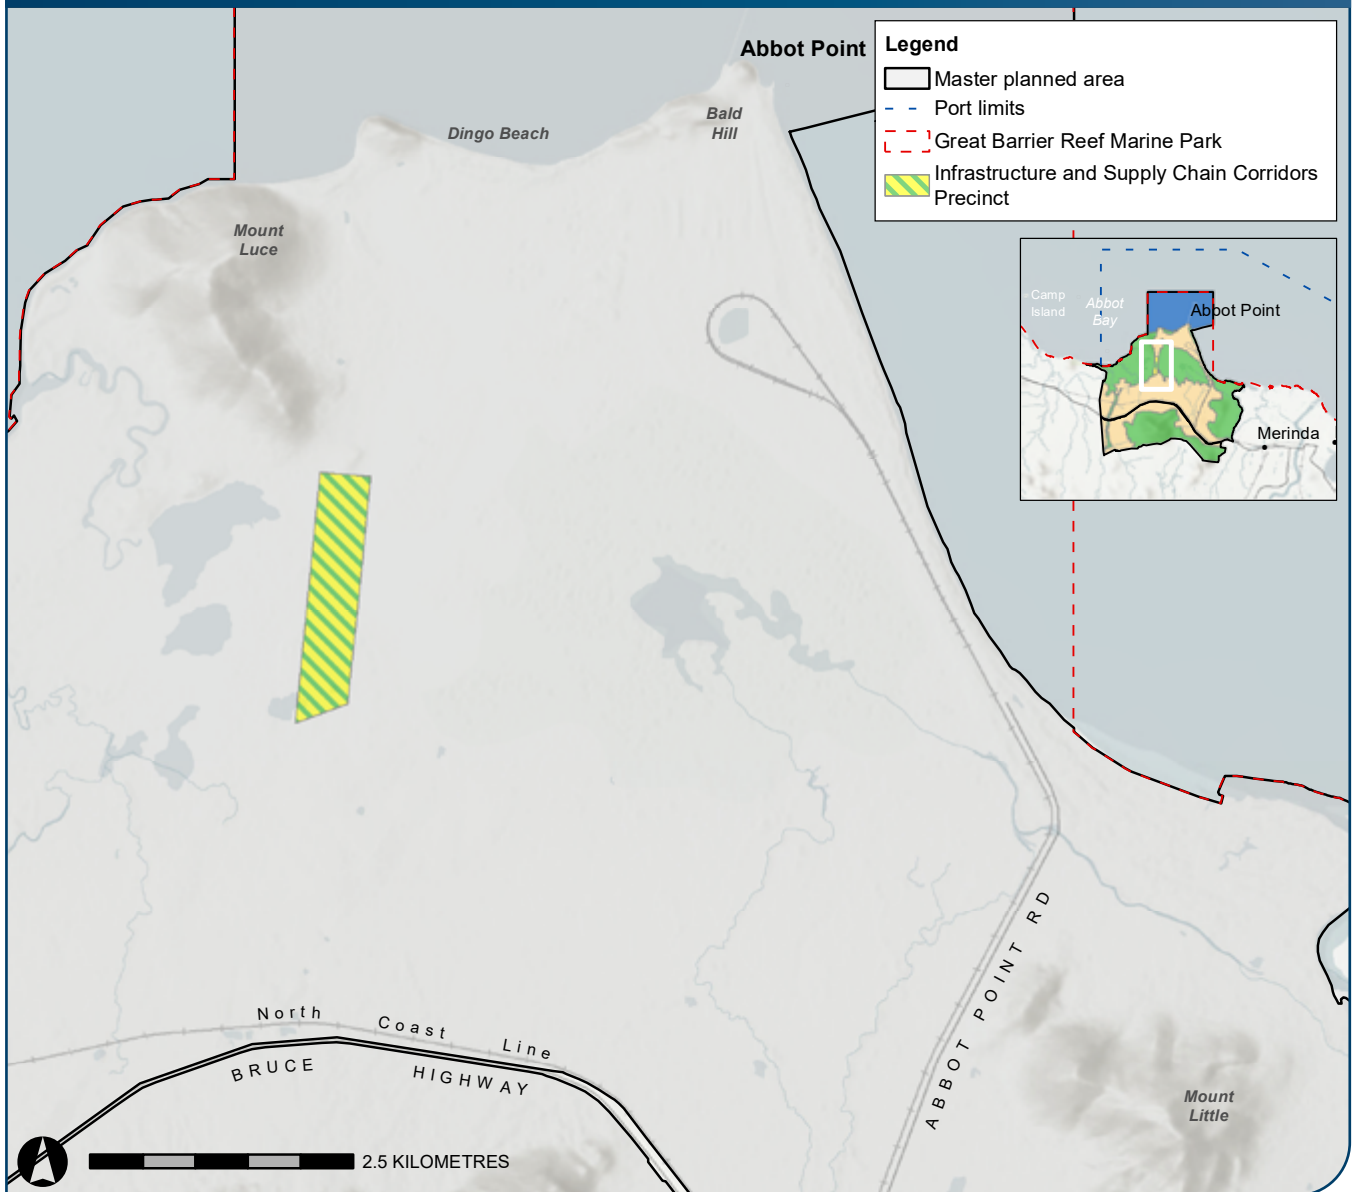 Abbot Point
Legend
Master planned area
Port limits
Great Barrier Reef Marine Park
Infrastructure and Supply Chain Corridors
Precinct
Bald
Hill
Dingo Beach
Mount
Luce
Camp
Island
Abbot
Bay
Abbot Point
Merinda
North Coast Line
BRUCE HIGHWAY
ABBOT POINT RD
Mount
Little
2.5 KILOMETRES